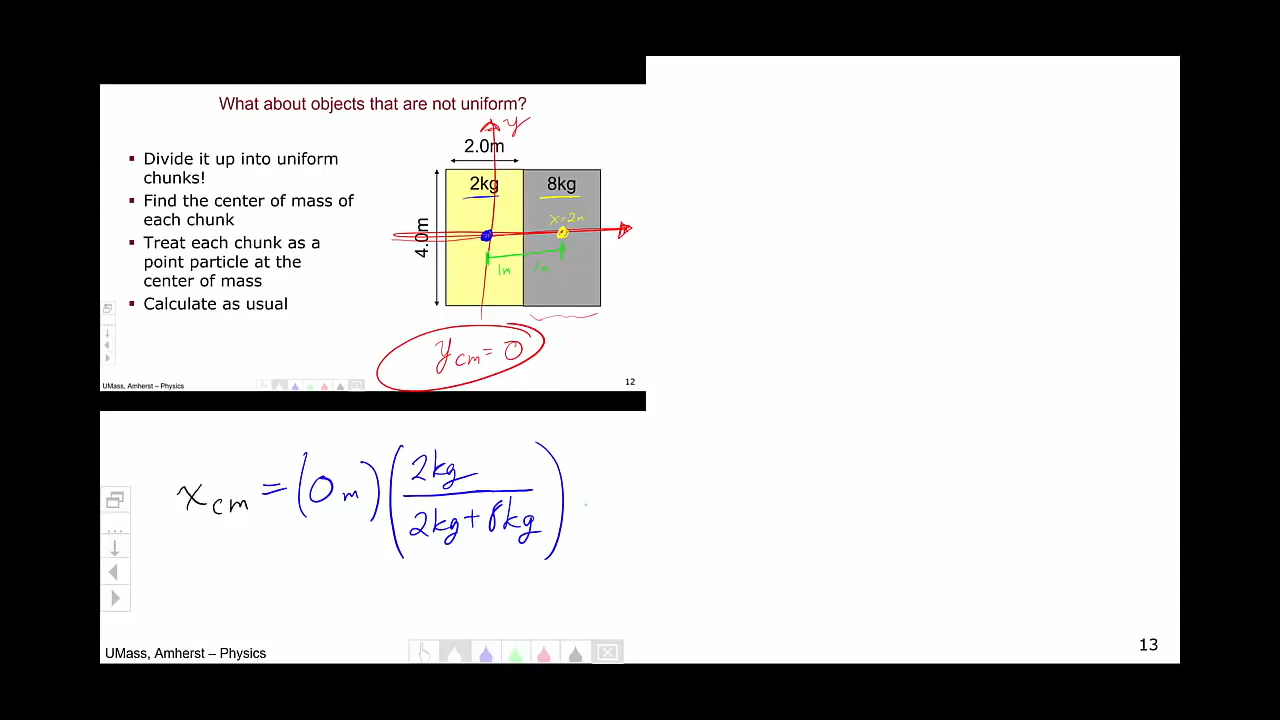 What about objects that are not uniform?
▪ Divide it up into uniform
chunks!
▪ Find the center of mass of
each chunk
▪ Treat each chunk as a
point particle at the
center of mass
▪ Calculate as usual
y
2.0m
2kg
8kg
x=2m
4.0m
1m
ycm = 0
UMass, Amherst – Physics
12
xcm = (0m) (2kg / 2kg + 8kg)
...
UMass, Amherst – Physics
13